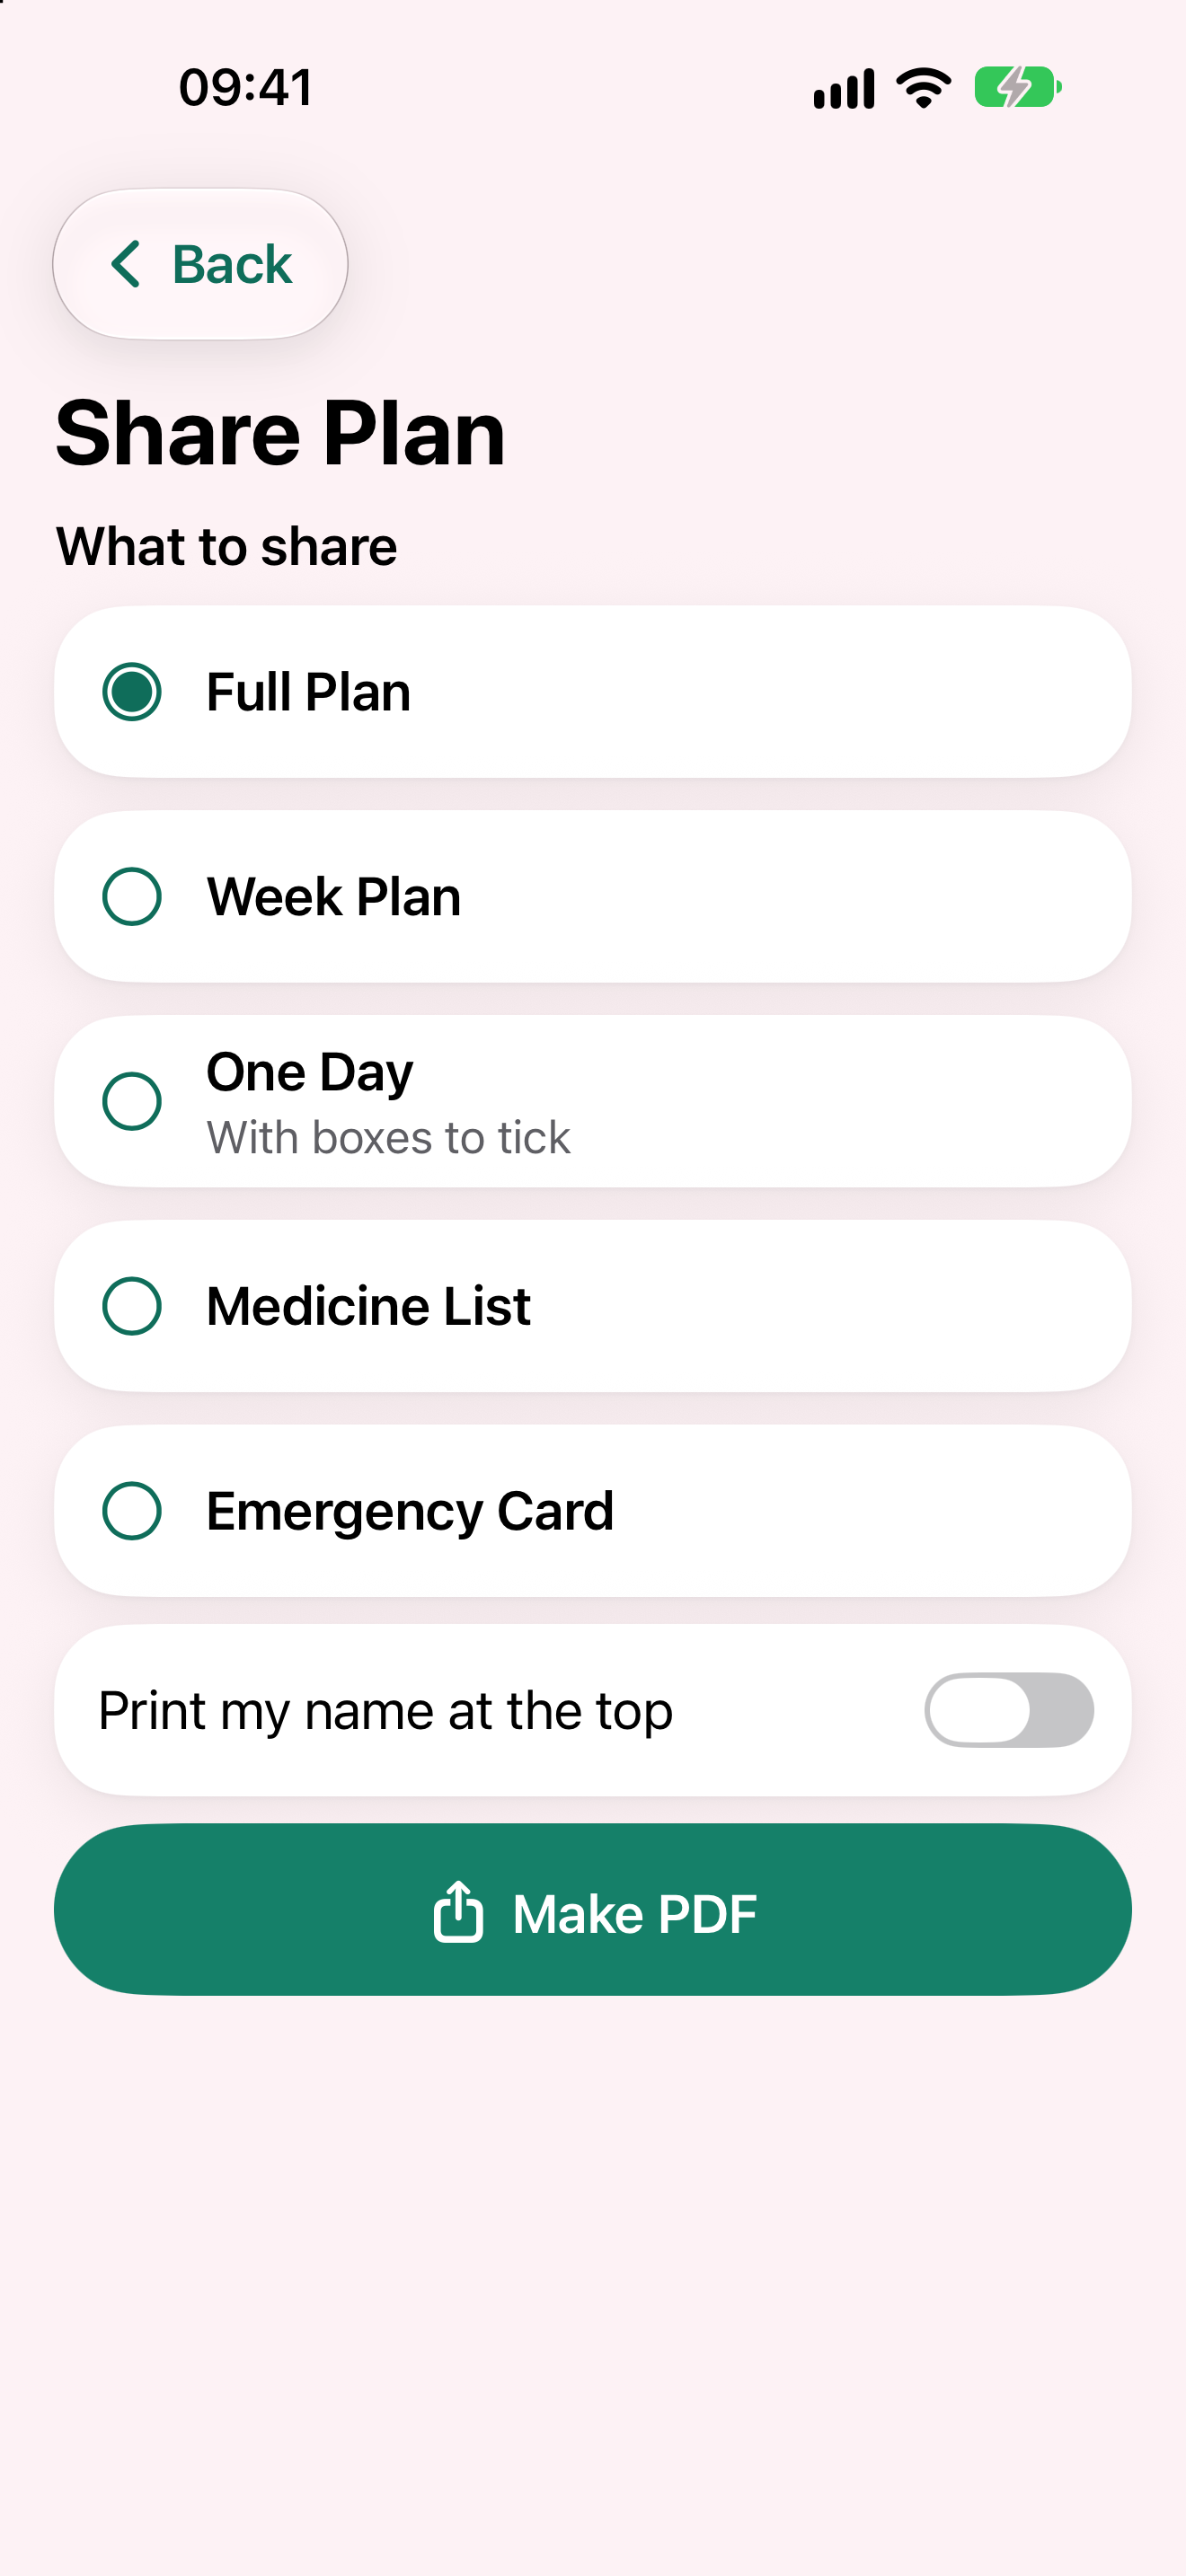 09:41
Back
Share Plan
What to share
Full Plan
Week Plan
One Day
With boxes to tick
Medicine List
Emergency Card
Print my name at the top
Make PDF